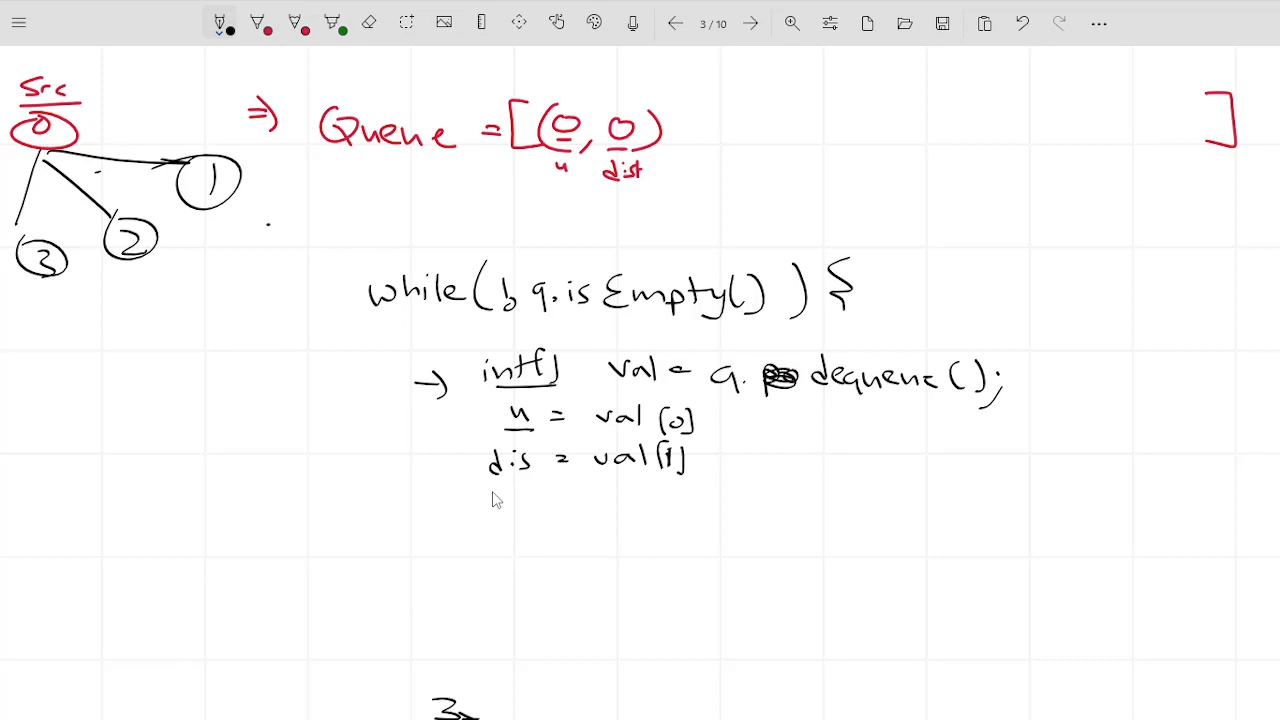 3 / 10
Src
0
⇒ Queue = [(0, 0) ]
u dist
1
2
3
while(! q.isEmpty() ) {
→ int[] val = q. dequeue();
u = val [0]
dis = val[1]
3